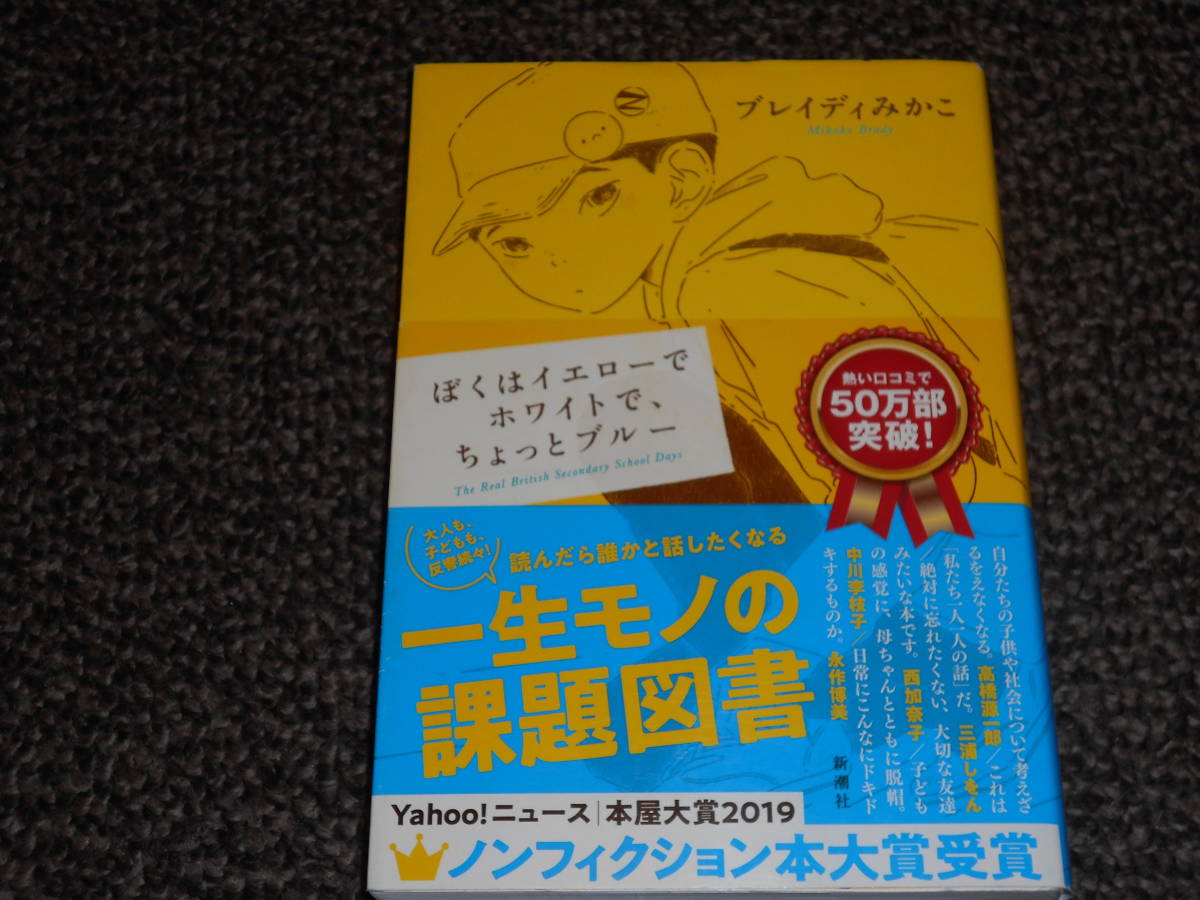 ブレイディみかこ
Mikako Brady
N
ぼくはイエローで
ホワイトで、
ちょっとブルー
The Real British Secondary School Days
熱い口コミで
50万部
突破!
大人も、
子どもも、
反響続々!
読んだら誰かと話したくなる
一生モノの
課題図書
自分たちの子供や社会について考えざ
るをえなくなる。高橋源一郎/これは
「私たち一人一人の話」だ。三浦しをん
/絶対に忘れたくない、大切な友達
みたいな本です。西加奈子/子ども
の感覚に、母ちゃんとともに脱帽。
中川李枝子/日常にこんなにドキド
キするものか。永作博美
新潮社
Yahoo!ニュース|本屋大賞2019
ノンフィクション本大賞受賞